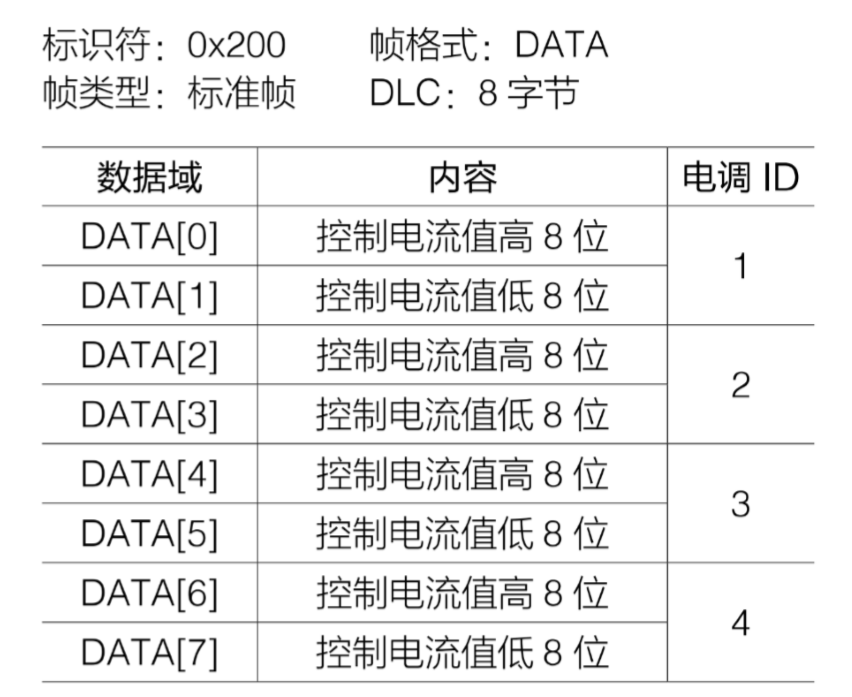 标识符：0x200 帧格式：DATA
帧类型：标准帧 DLC：8 字节
数据域 内容 电调 ID
DATA[0] 控制电流值高 8 位
1
DATA[1] 控制电流值低 8 位
DATA[2] 控制电流值高 8 位
2
DATA[3] 控制电流值低 8 位
DATA[4] 控制电流值高 8 位
3
DATA[5] 控制电流值低 8 位
DATA[6] 控制电流值高 8 位
4
DATA[7] 控制电流值低 8 位